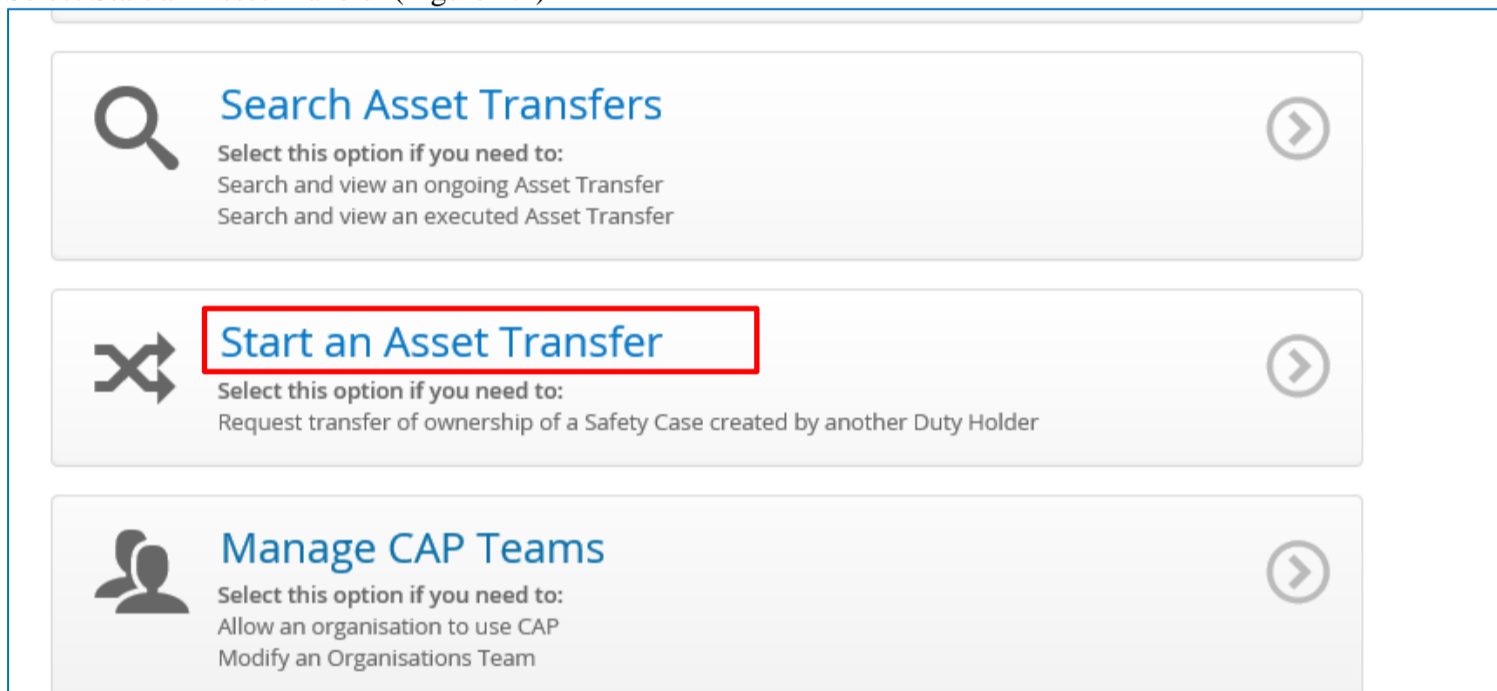 Search Asset Transfers
Select this option if you need to:
Search and view an ongoing Asset Transfer
Search and view an executed Asset Transfer
Start an Asset Transfer
Select this option if you need to:
Request transfer of ownership of a Safety Case created by another Duty Holder
Manage CAP Teams
Select this option if you need to:
Allow an organisation to use CAP
Modify an Organisations Team